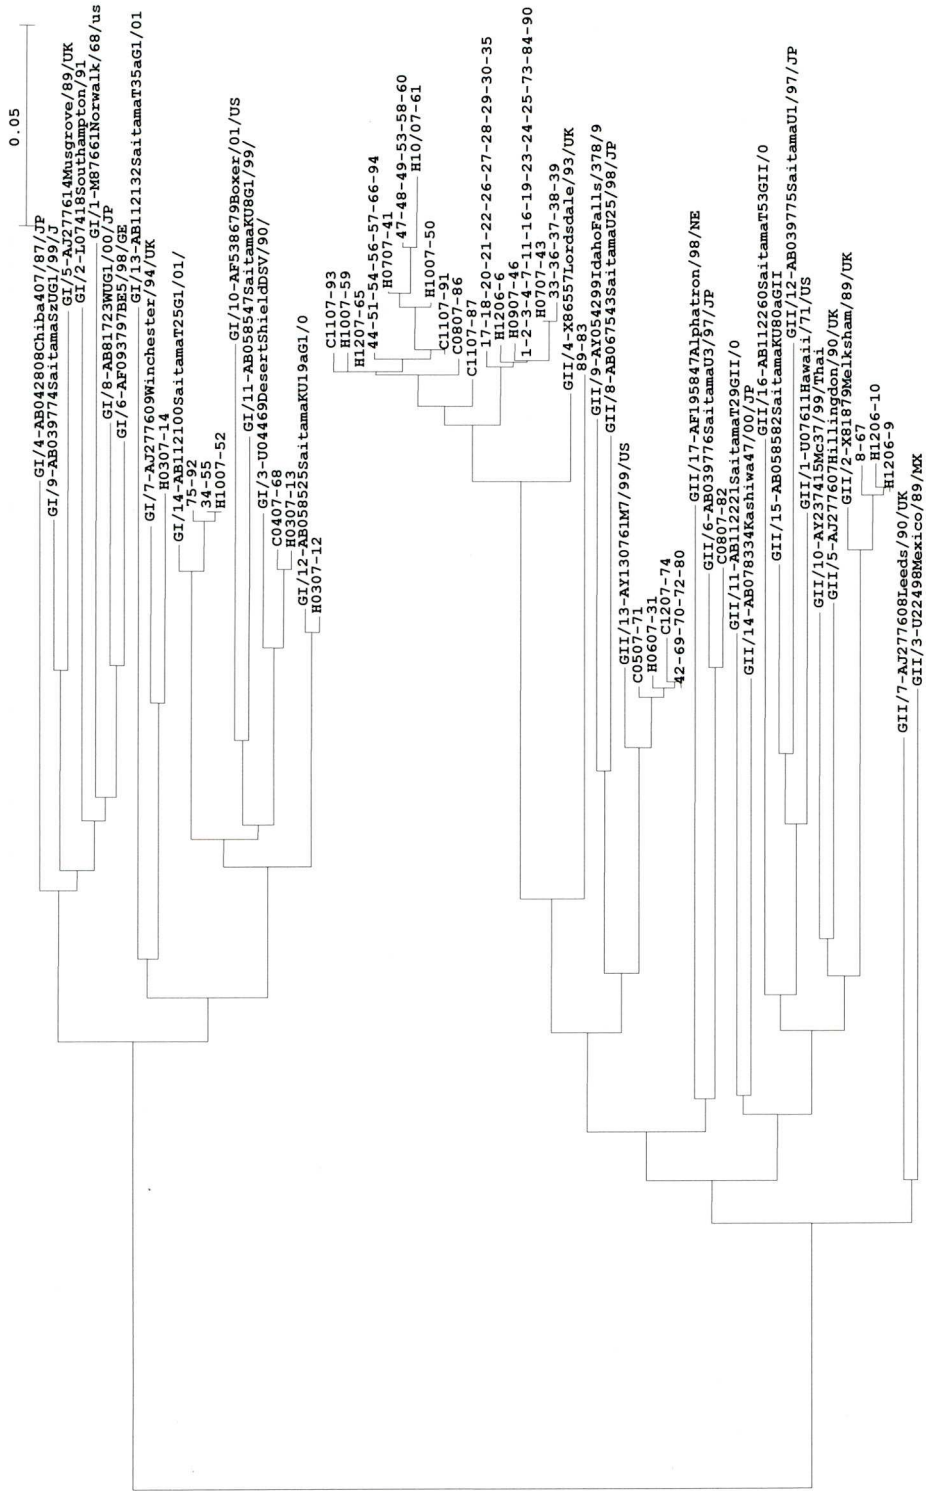 0.05
GI/4-AB042808Chiba407/87/JP
GI/9-AB039774SaitamaSzUG1/99/J
GI/5-AJ277614Musgrove/89/UK
GI/2-L07418Southampton/91
GI/1-M87661Norwalk/68/us
GI/8-AB81723WUG1/00/JP
GI/6-AF093797BE5/98/GE
GI/13-AB112132SaitamaT35aG1/01
GI/7-AJ277609Winchester/94/UK
H0307-14
GI/14-AB112100SaitamaT25G1/01/
75-92
34-55
H1007-52
GI/10-AF538679Boxer/01/US
GI/11-AB058547SaitamaKU8G1/99/
GI/3-U04469DesertShieldDSV/90/
C0407-68
H0307-13
GI/12-AB058525SaitamaKU19aG1/0
H0307-12
C1107-93
H1007-59
H1207-65
44-51-54-56-57-66-94
H0707-41
47-48-49-53-58-60
H10/07-61
H1007-50
C1107-91
C0807-86
C1107-87
17-18-20-21-22-26-27-28-29-30-35
H1206-6
H0907-46
1-2-3-4-7-11-16-19-23-24-25-73-84-90
H0707-43
33-36-37-38-39
GII/4-X86557Lordsdale/93/UK
89-83
GII/9-AY054299IdahoFalls/378/9
GII/8-AB067543SaitamaU25/98/JP
GII/13-AY130761M7/99/US
C0507-71
H0607-31
C1207-74
42-69-70-72-80
GII/17-AF195847Alphatron/98/NE
GII/6-AB039776SaitamaU3/97/JP
C0807-82
GII/11-AB112221SaitamaT29GII/0
GII/14-AB078334Kashiwa47/00/JP
GII/16-AB112260SaitamaT53GII/0
GII/15-AB058582SaitamaKU80aGII
GII/12-AB039775SaitamaU1/97/JP
GII/1-U07611Hawaii/71/US
GII/10-AY237415Mc37/99/Thai
GII/5-AJ277607Hillingdon/90/UK
GII/2-X81879Melksham/89/UK
8-67
H1206-10
H1206-9
GII/7-AJ277608Leeds/90/UK
GII/3-U22498Mexico/89/MX